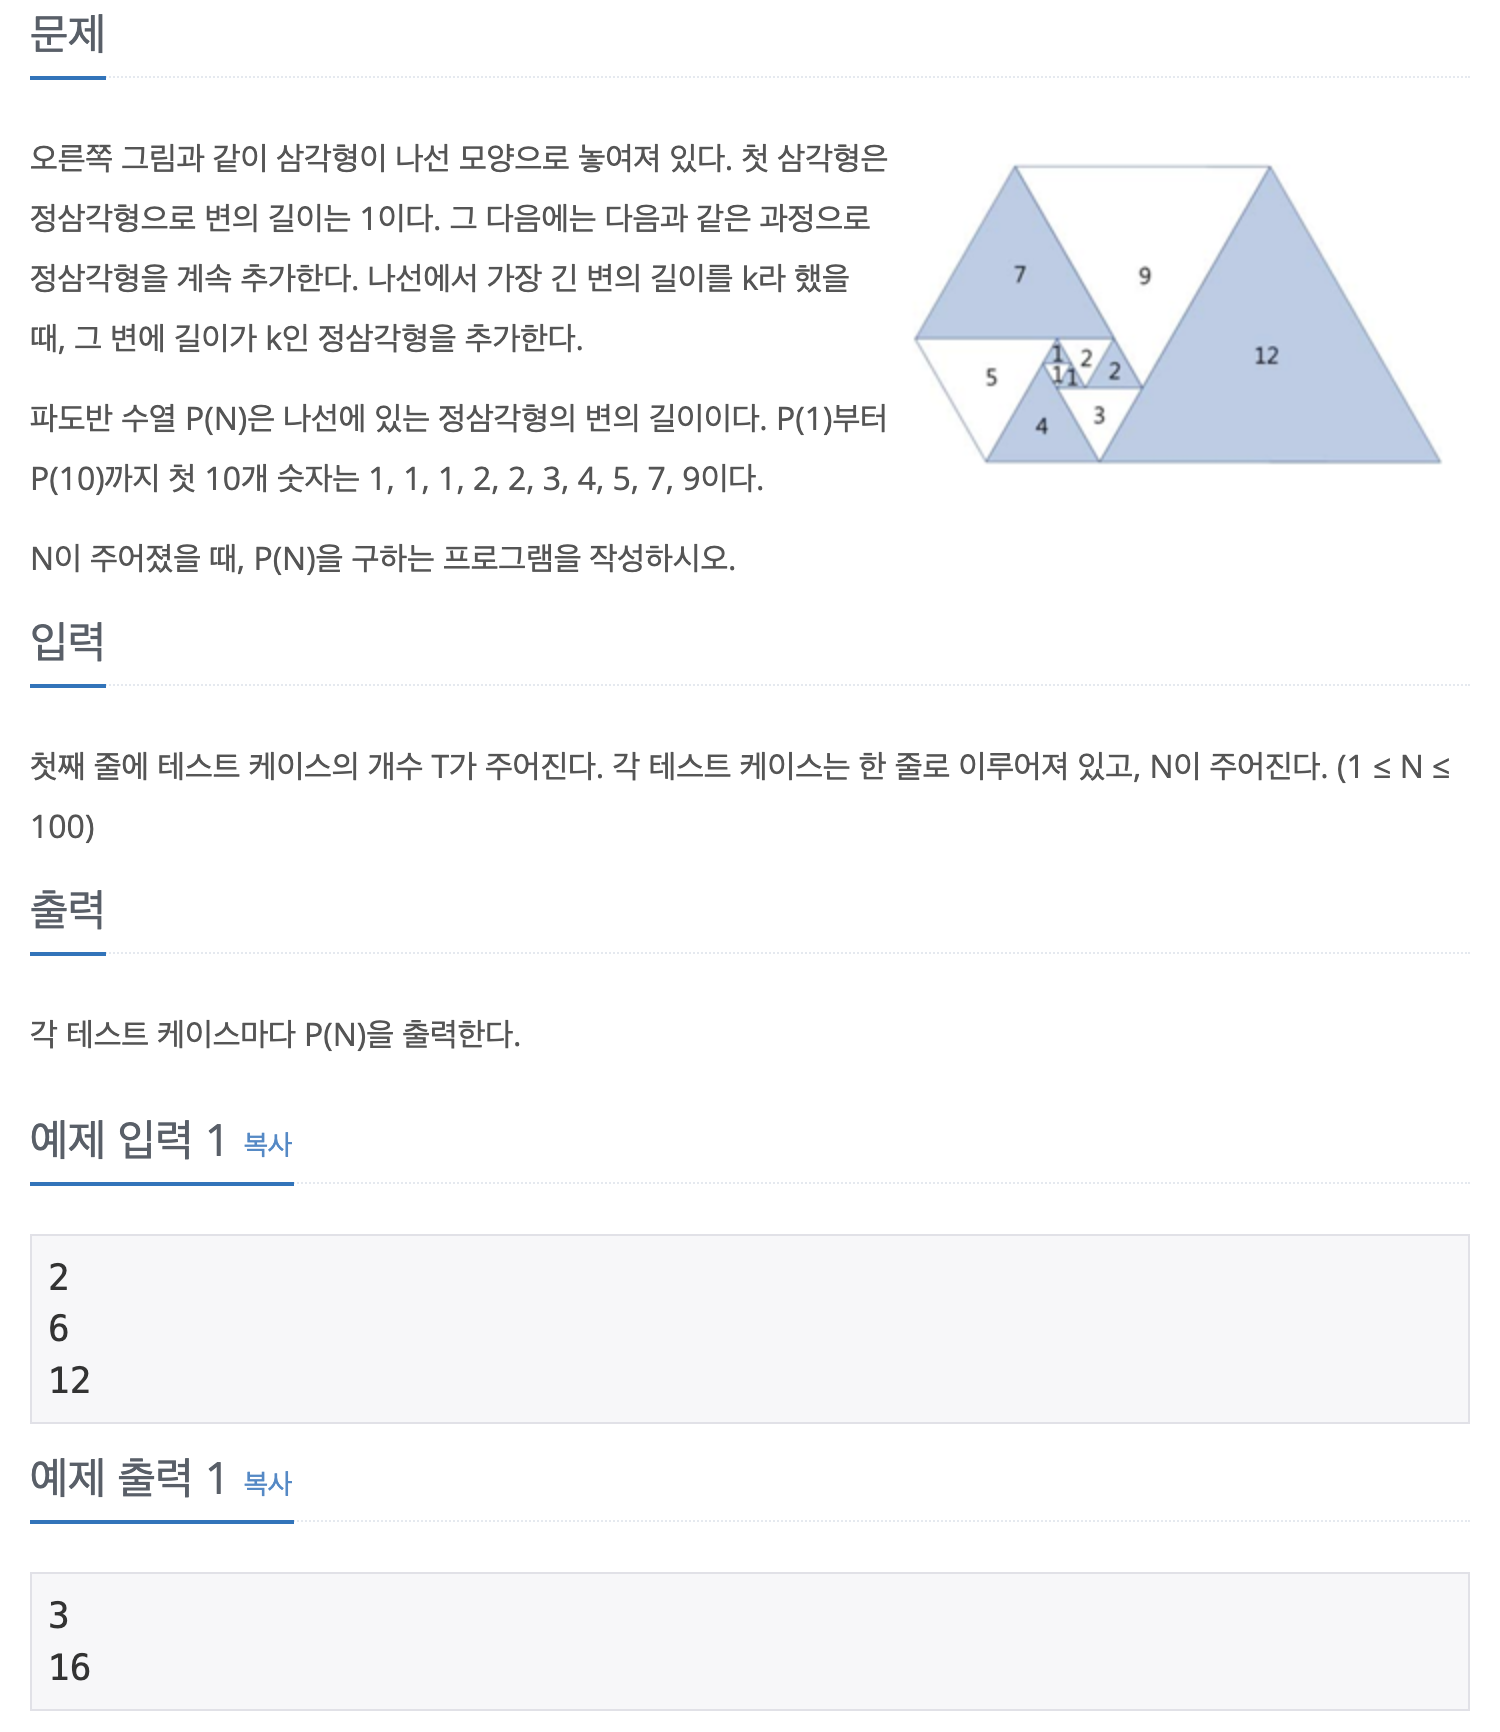 문제
오른쪽 그림과 같이 삼각형이 나선 모양으로 놓여져 있다. 첫 삼각형은
정삼각형으로 변의 길이는 1이다. 그 다음에는 다음과 같은 과정으로
정삼각형을 계속 추가한다. 나선에서 가장 긴 변의 길이를 k라 했을
때, 그 변에 길이가 k인 정삼각형을 추가한다.
파도반 수열 P(N)은 나선에 있는 정삼각형의 변의 길이이다. P(1)부터
P(10)까지 첫 10개 숫자는 1, 1, 1, 2, 2, 3, 4, 5, 7, 9이다.
N이 주어졌을 때, P(N)을 구하는 프로그램을 작성하시오.
7
9
12
1
2
5
1
1
2
3
4
입력
첫째 줄에 테스트 케이스의 개수 T가 주어진다. 각 테스트 케이스는 한 줄로 이루어져 있고, N이 주어진다. (1 ≤ N ≤
100)
출력
각 테스트 케이스마다 P(N)을 출력한다.
예제 입력 1 복사
2
6
12
예제 출력 1 복사
3
16